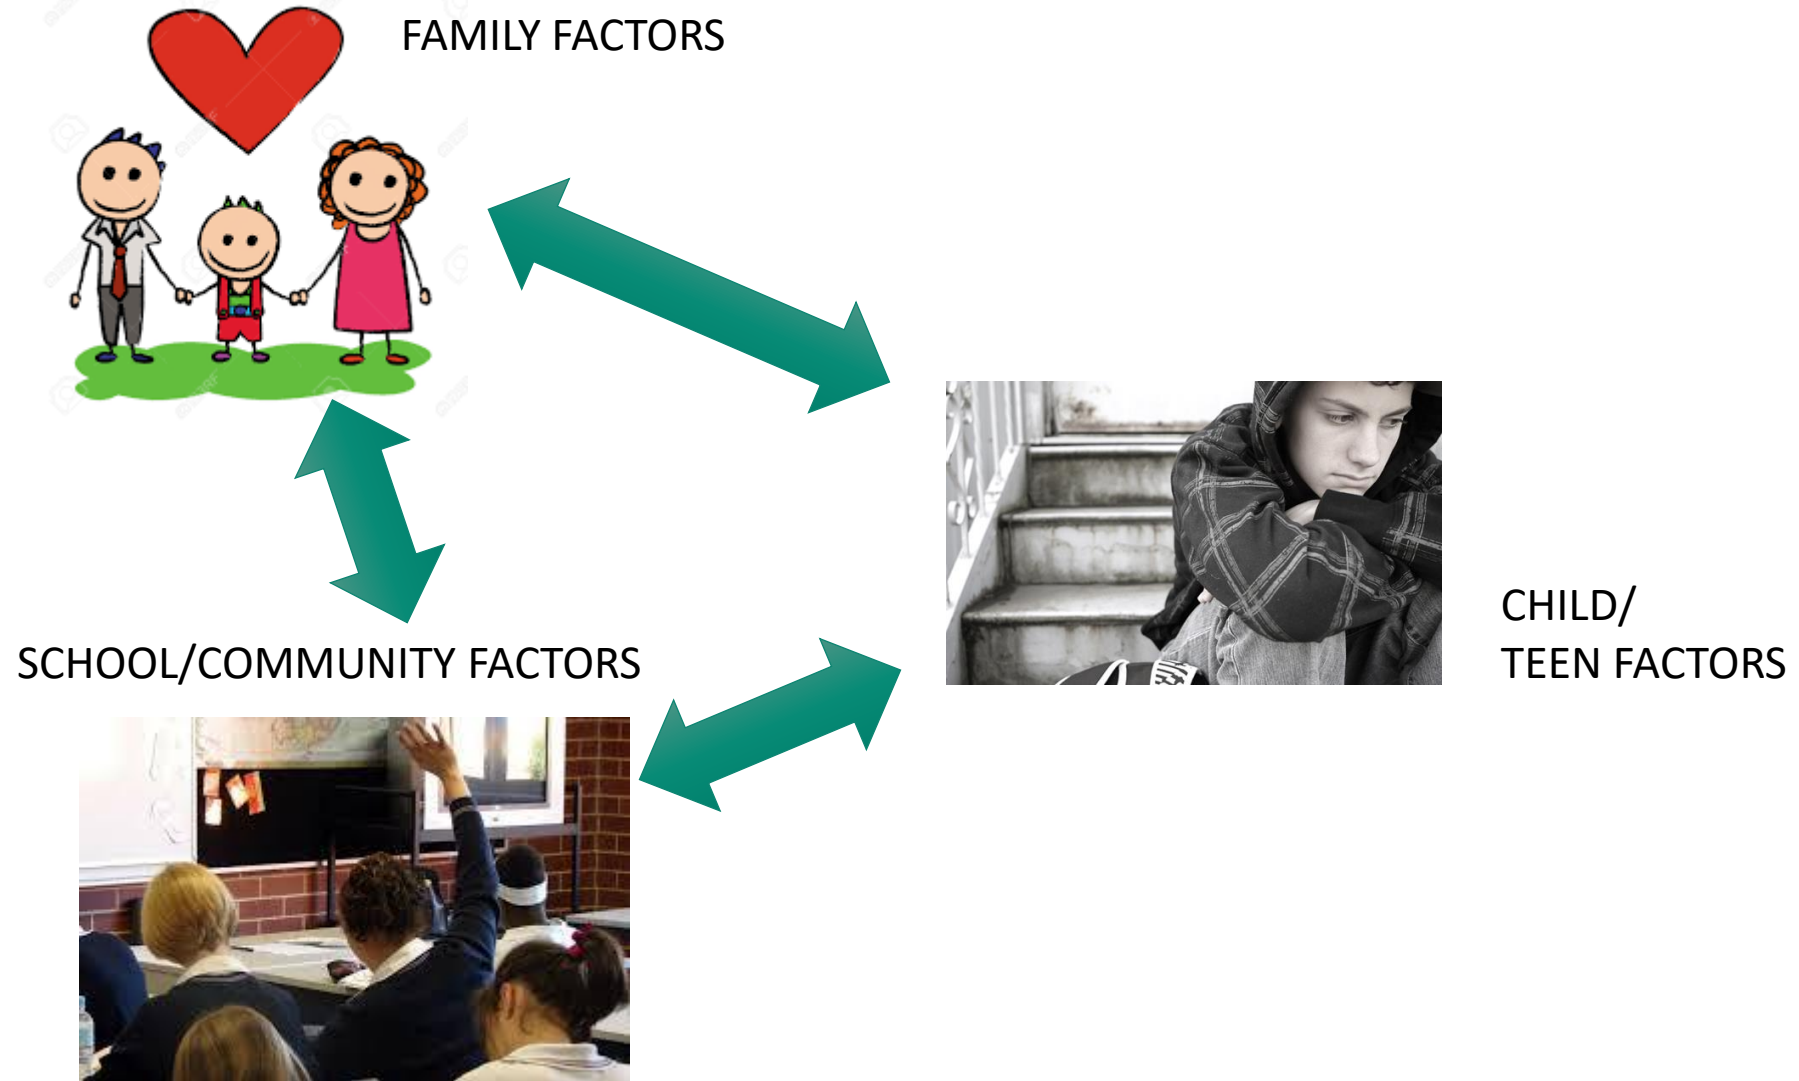 FAMILY FACTORS
CHILD/
TEEN FACTORS
SCHOOL/COMMUNITY FACTORS